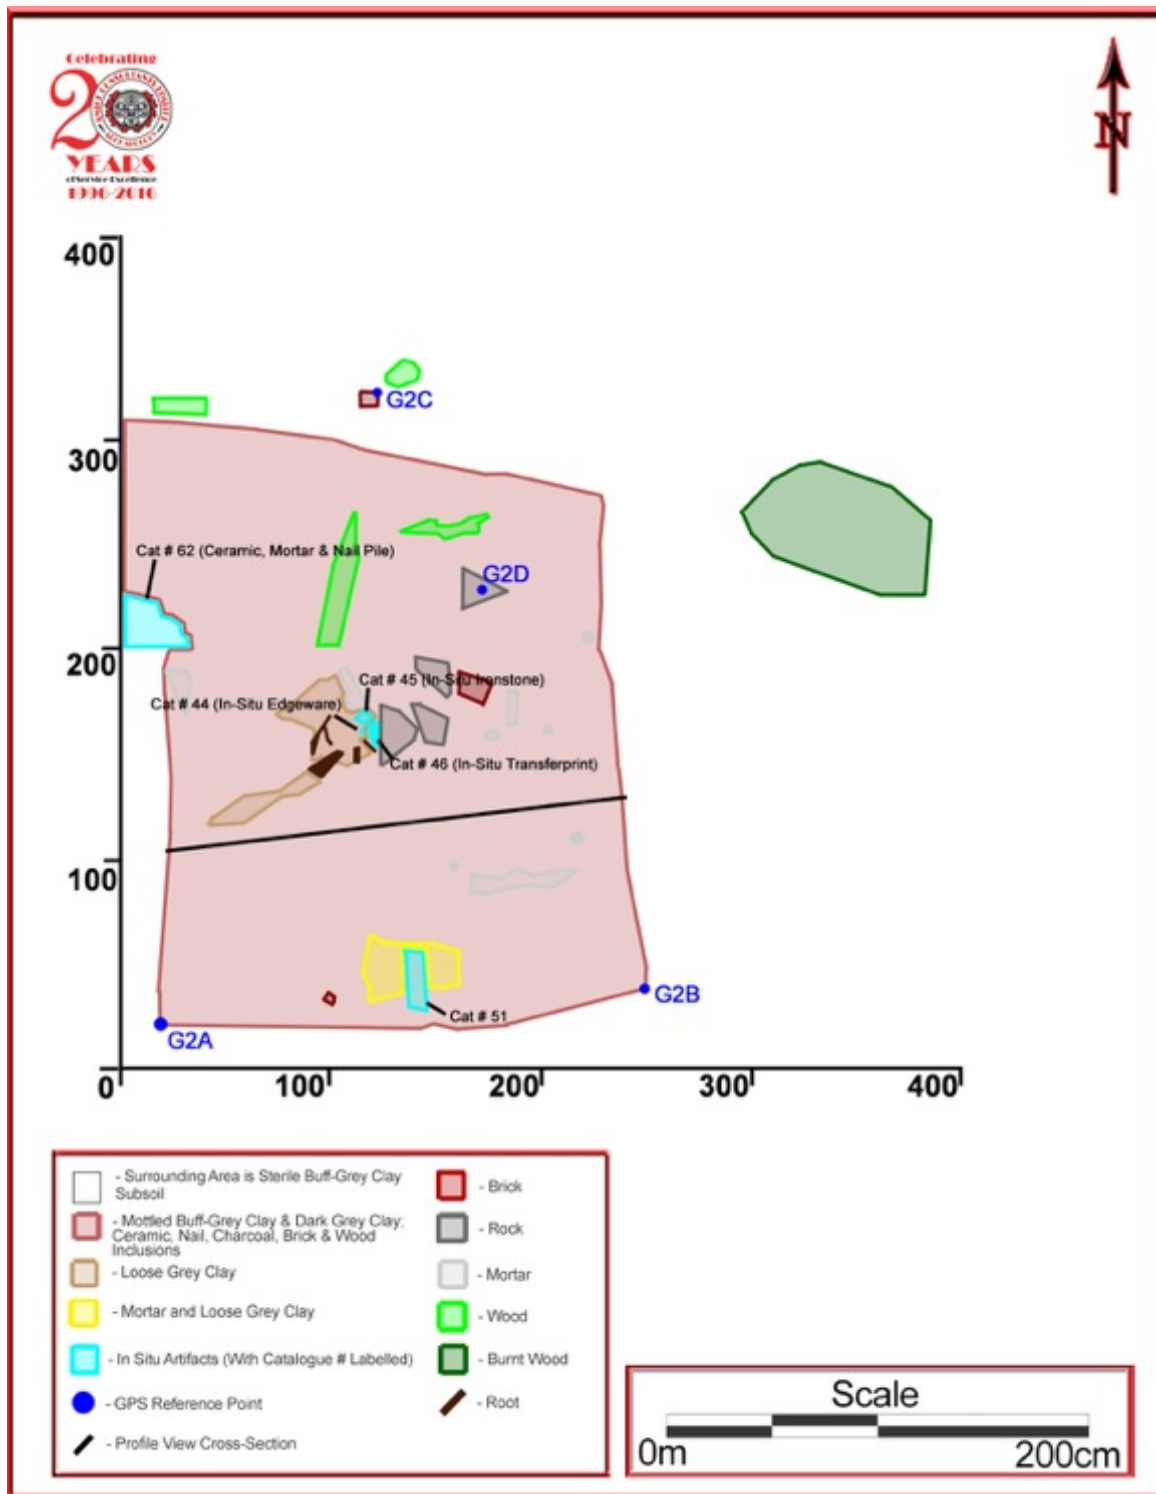 Celebrating
20
YEARS
of Service Excellence
1996-2016
N
400
300
200
100
0
100
200
300
400
G2C
G2D
Cat # 62 (Ceramic, Mortar & Nail Pile)
Cat # 45 (In-Situ Ironstone)
Cat # 44 (In-Situ Edgeware)
Cat # 46 (In-Situ Transferprint)
Cat # 51
G2B
G2A
- Surrounding Area is Sterile Buff-Grey Clay
Subsoil
- Mottled Buff-Grey Clay & Dark Grey Clay:
Ceramic, Nail, Charcoal, Brick & Wood
Inclusions
- Loose Grey Clay
- Mortar and Loose Grey Clay
- In Situ Artifacts (With Catalogue # Labelled)
- GPS Reference Point
- Profile View Cross-Section
- Brick
- Rock
- Mortar
- Wood
- Burnt Wood
- Root
Scale
0m
200cm